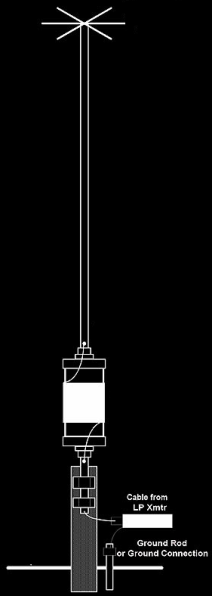 Cable from
LP Xmtr
Ground Rod
or Ground Connection